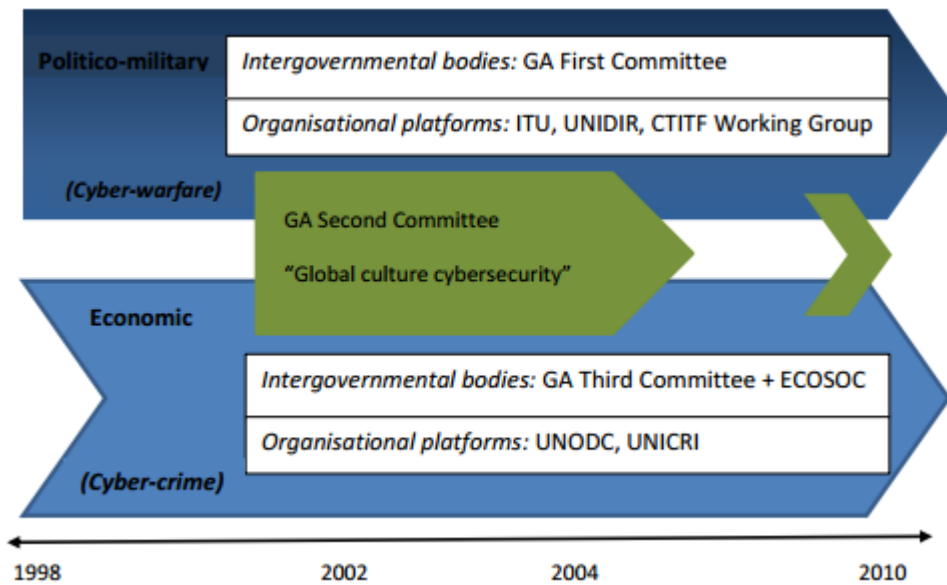 Politico-military
Intergovernmental bodies: GA First Committee
Organisational platforms: ITU, UNIDIR, CTITF Working Group
(Cyber-warfare)
GA Second Committee
“Global culture cybersecurity”
Economic
Intergovernmental bodies: GA Third Committee + ECOSOC
Organisational platforms: UNODC, UNICRI
(Cyber-crime)
1998 2002 2004 2010